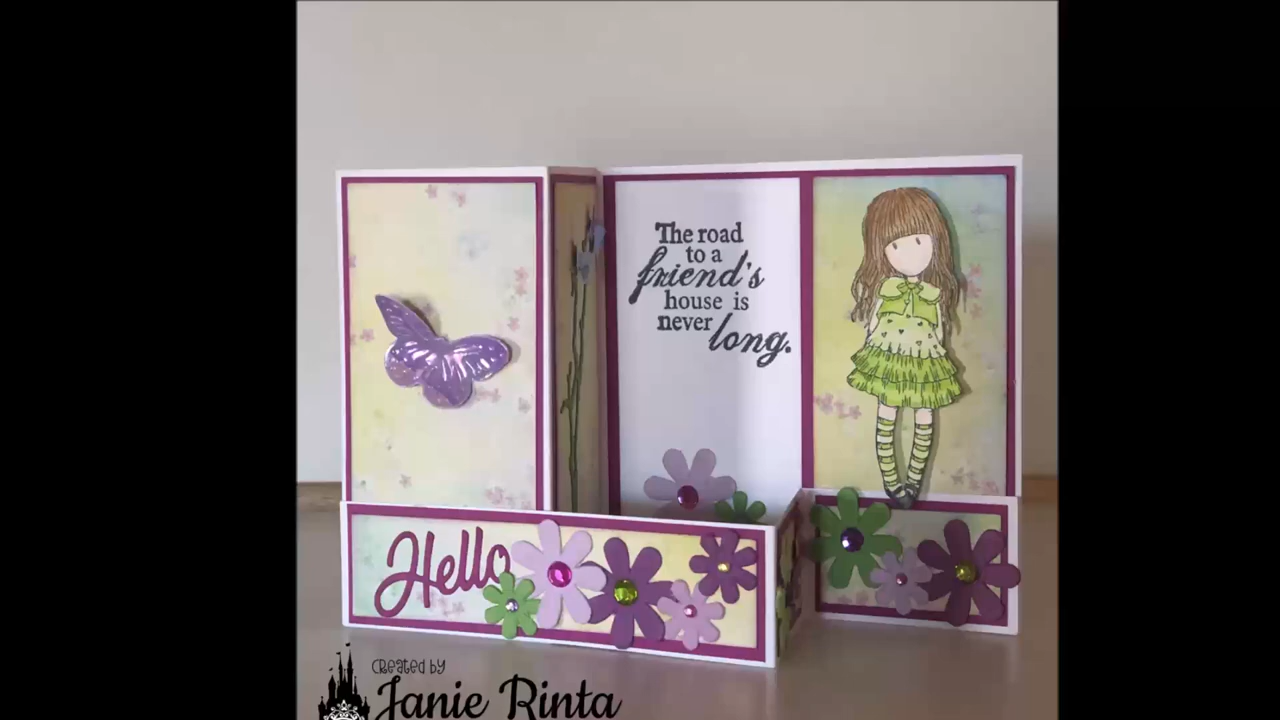 The road
to a
friend's
house is
never long.
Hello
Created by
Janie Rinta